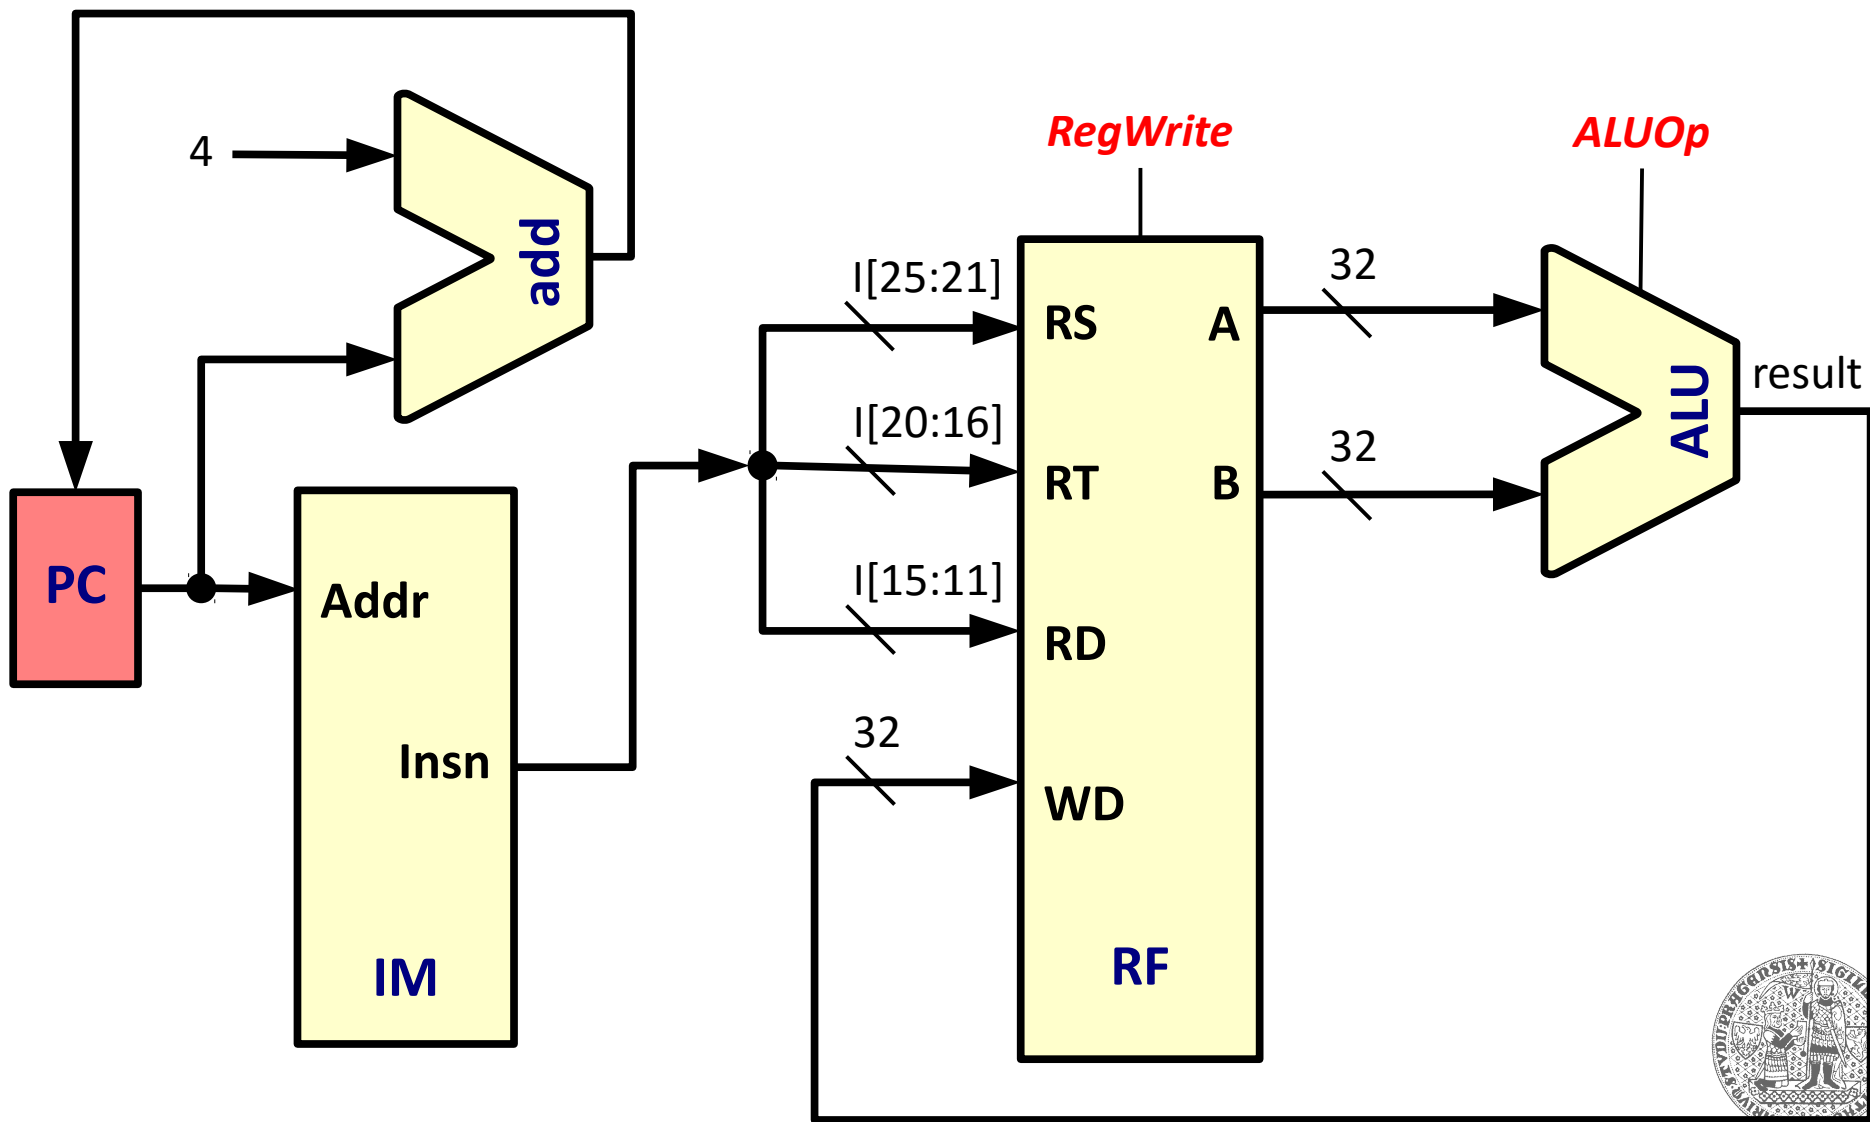 4
add
RegWrite
ALUOp
I[25:21]
32
RS
A
result
ALU
I[20:16]
32
RT
B
PC
Addr
I[15:11]
RD
32
Insn
WD
IM
RF